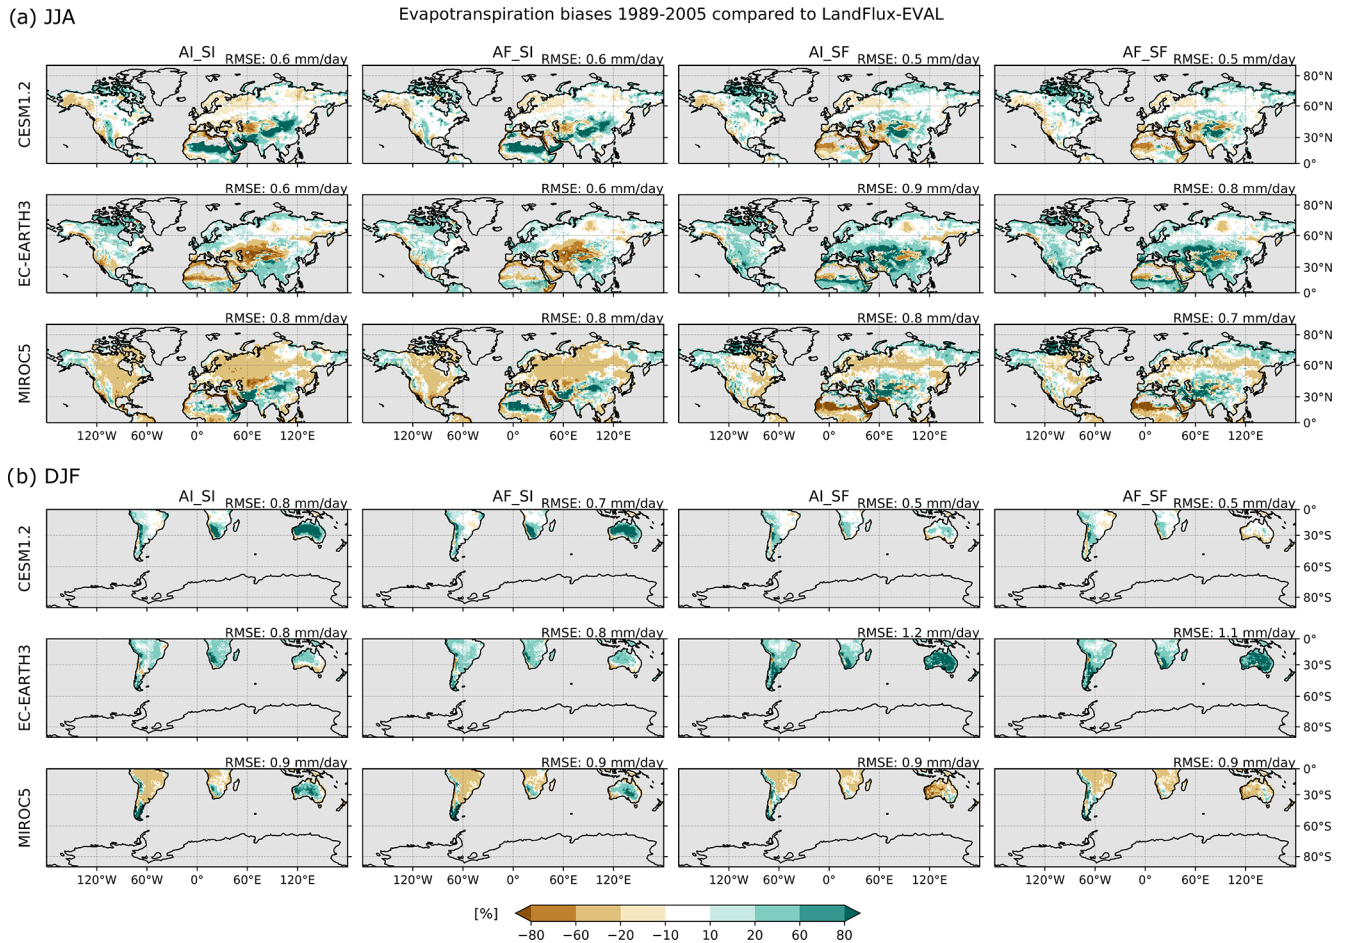 (a) JJA
Evapotranspiration biases 1989-2005 compared to LandFlux-EVAL
AI_SI RMSE: 0.6 mm/day AF_SI RMSE: 0.6 mm/day AI_SF RMSE: 0.5 mm/day AF_SF RMSE: 0.5 mm/day
CESM1.2
80°N
60°N
30°N
0°
RMSE: 0.6 mm/day RMSE: 0.6 mm/day RMSE: 0.9 mm/day RMSE: 0.8 mm/day
EC-EARTH3
80°N
60°N
30°N
0°
RMSE: 0.8 mm/day RMSE: 0.8 mm/day RMSE: 0.8 mm/day RMSE: 0.7 mm/day
MIROC5
80°N
60°N
30°N
0°
120°W 60°W 0° 60°E 120°E 120°W 60°W 0° 60°E 120°E 120°W 60°W 0° 60°E 120°E 120°W 60°W 0° 60°E 120°E
(b) DJF
AI_SI RMSE: 0.8 mm/day AF_SI RMSE: 0.7 mm/day AI_SF RMSE: 0.5 mm/day AF_SF RMSE: 0.5 mm/day
CESM1.2
0°
30°S
60°S
80°S
RMSE: 0.8 mm/day RMSE: 0.8 mm/day RMSE: 1.2 mm/day RMSE: 1.1 mm/day
EC-EARTH3
0°
30°S
60°S
80°S
RMSE: 0.9 mm/day RMSE: 0.9 mm/day RMSE: 0.9 mm/day RMSE: 0.9 mm/day
MIROC5
0°
30°S
60°S
80°S
120°W 60°W 0° 60°E 120°E 120°W 60°W 0° 60°E 120°E 120°W 60°W 0° 60°E 120°E 120°W 60°W 0° 60°E 120°E
[%]
−80 −60 −20 −10 10 20 60 80